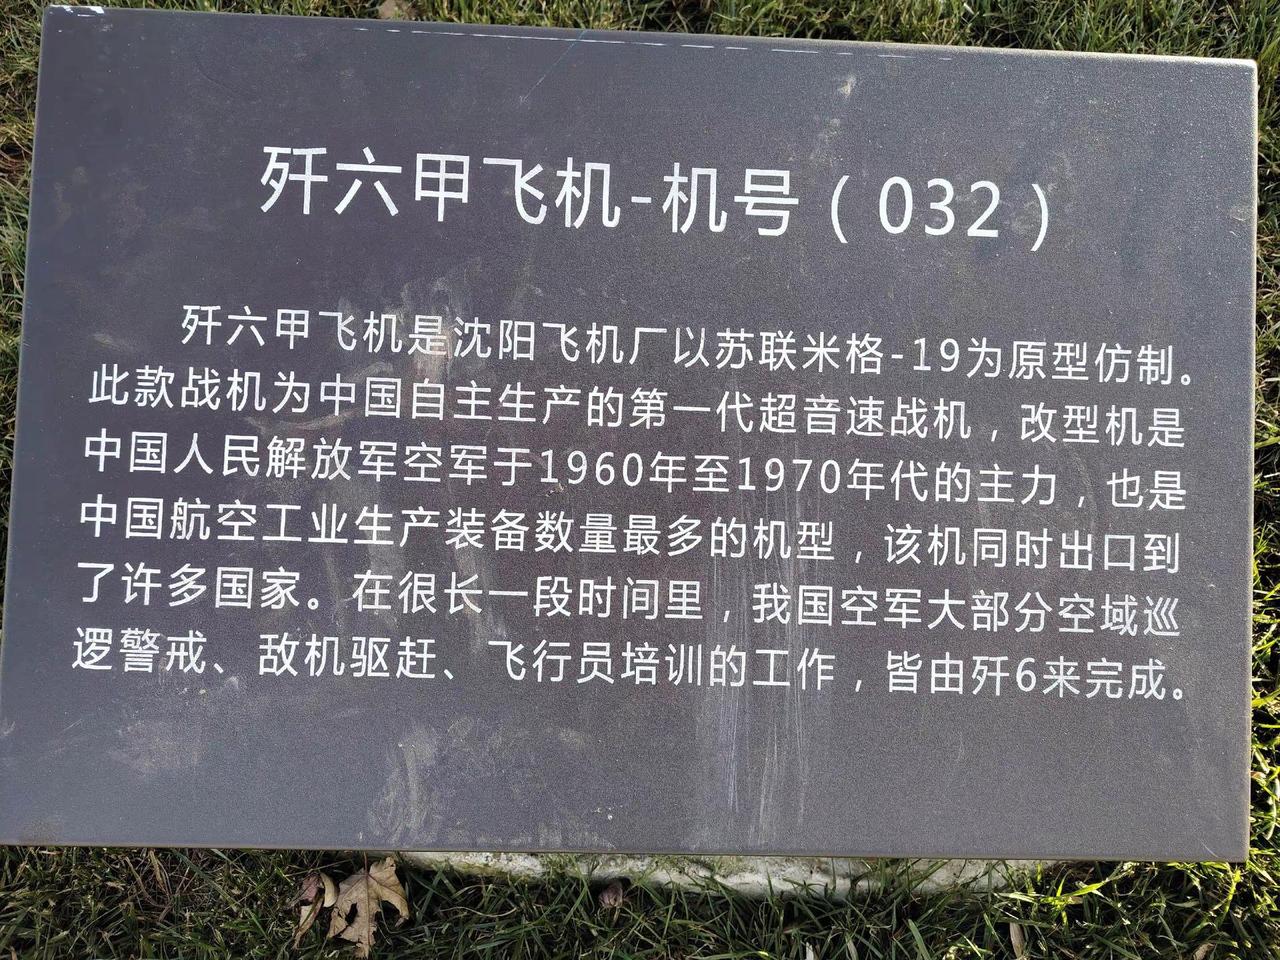 歼六甲飞机-机号（032）
歼六甲飞机是沈阳飞机厂以苏联米格-19为原型仿制。
此款战机为中国自主生产的第一代超音速战机，改型机是
中国人民解放军空军于1960年至1970年代的主力，也是
中国航空工业生产装备数量最多的机型，该机同时出口到
了许多国家。在很长一段时间里，我国空军大部分空域巡
逻警戒、敌机驱赶、飞行员培训的工作，皆由歼6来完成。